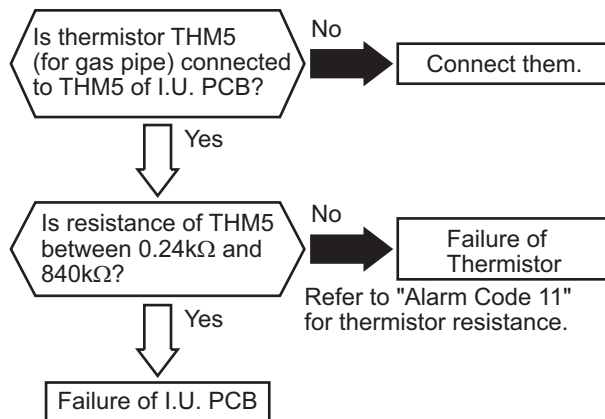 Is thermistor THM5
(for gas pipe) connected
to THM5 of I.U. PCB?
No
Connect them.
Yes
Is resistance of THM5
between 0.24kΩ and
840kΩ?
No
Failure of
Thermistor
Refer to "Alarm Code 11"
for thermistor resistance.
Yes
Failure of I.U. PCB